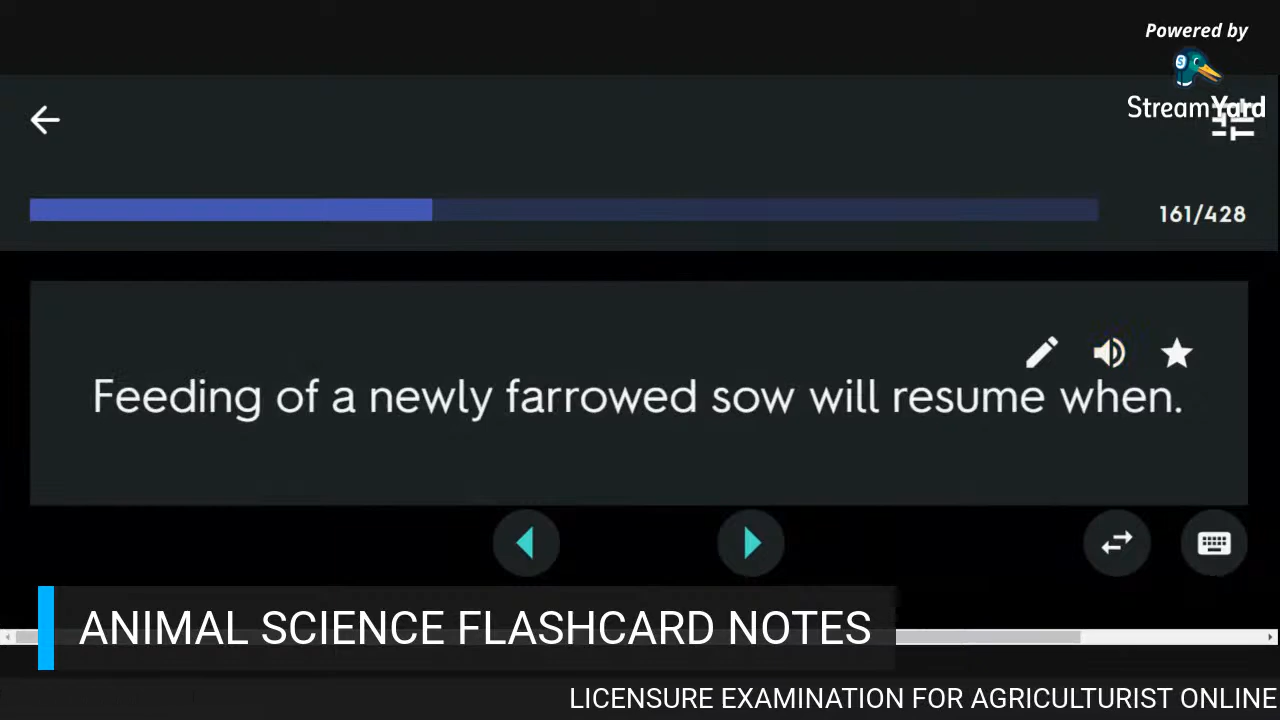 Powered by
StreamYard
161/428
Feeding of a newly farrowed sow will resume when.
ANIMAL SCIENCE FLASHCARD NOTES
LICENSURE EXAMINATION FOR AGRICULTURIST ONLINE